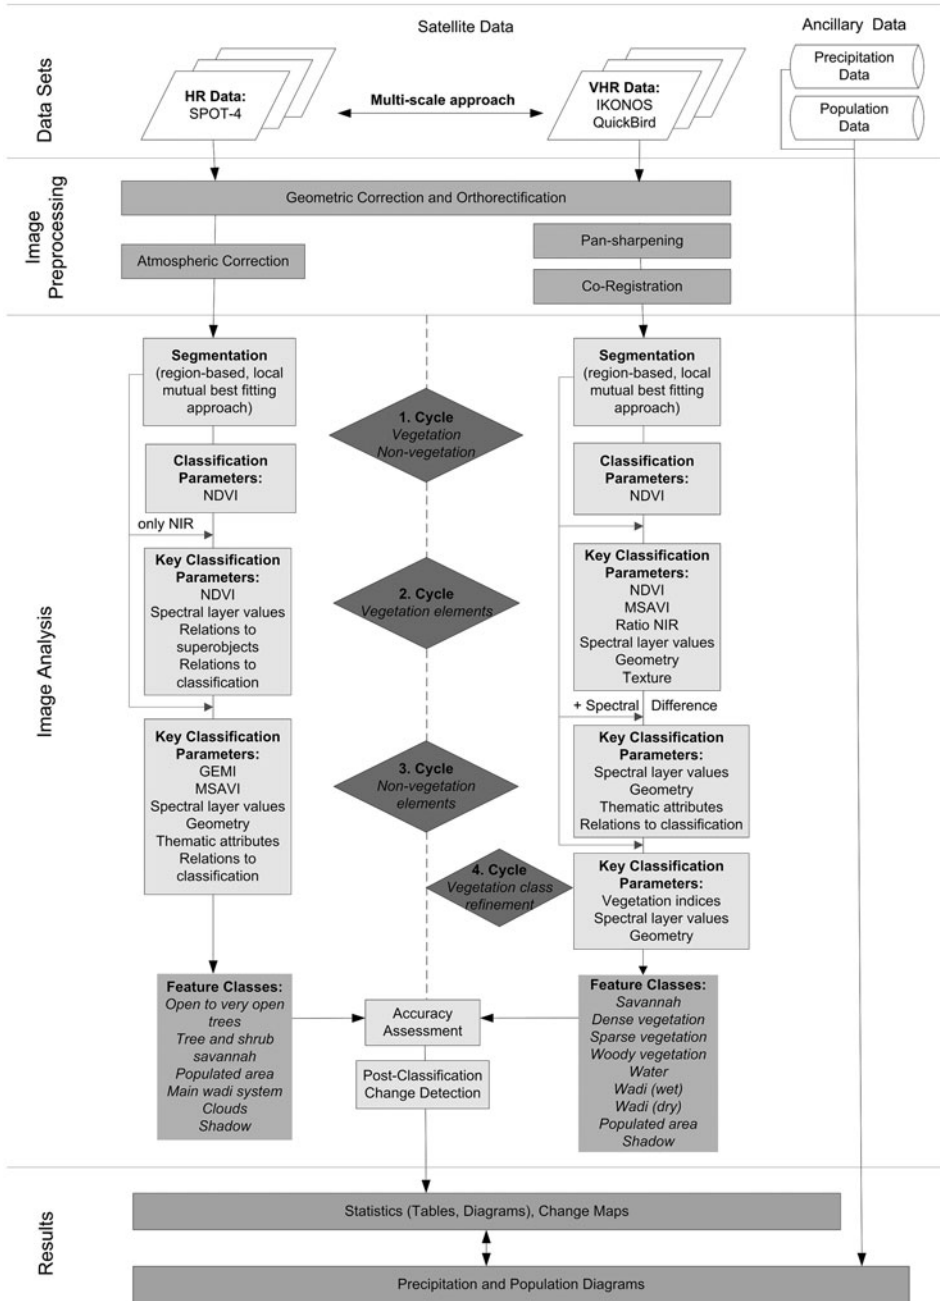 Satellite Data
Ancillary Data
Data Sets
HR Data:
SPOT-4
Multi-scale approach
VHR Data:
IKONOS
QuickBird
Precipitation
Data
Population
Data
Image
Preprocessing
Geometric Correction and Orthorectification
Atmospheric Correction
Pan-sharpening
Co-Registration
Image Analysis
Segmentation
(region-based, local
mutual best fitting
approach)
Classification
Parameters:
NDVI
only NIR
Key Classification
Parameters:
NDVI
Spectral layer values
Relations to
superobjects
Relations to
classification
Key Classification
Parameters:
GEMI
MSAVI
Spectral layer values
Geometry
Thematic attributes
Relations to
classification
Feature Classes:
Open to very open
trees
Tree and shrub
savannah
Populated area
Main wadi system
Clouds
Shadow
1. Cycle
Vegetation
Non-vegetation
2. Cycle
Vegetation elements
3. Cycle
Non-vegetation
elements
4. Cycle
Vegetation class
refinement
Accuracy
Assessment
Post-Classification
Change Detection
Segmentation
(region-based, local
mutual best fitting
approach)
Classification
Parameters:
NDVI
Key Classification
Parameters:
NDVI
MSAVI
Ratio NIR
Spectral layer values
Geometry
Texture
+ Spectral Difference
Key Classification
Parameters:
Spectral layer values
Geometry
Thematic attributes
Relations to classification
Key Classification
Parameters:
Vegetation indices
Spectral layer values
Geometry
Feature Classes:
Savannah
Dense vegetation
Sparse vegetation
Woody vegetation
Water
Wadi (wet)
Wadi (dry)
Populated area
Shadow
Results
Statistics (Tables, Diagrams), Change Maps
Precipitation and Population Diagrams